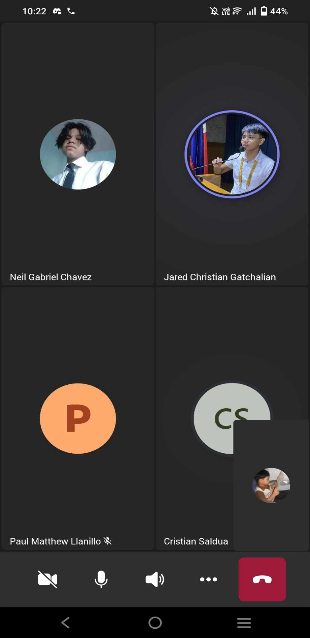 10:22
44%
Neil Gabriel Chavez
Jared Christian Gatchalian
P
CS
Paul Matthew Llanillo
Cristian Saldua